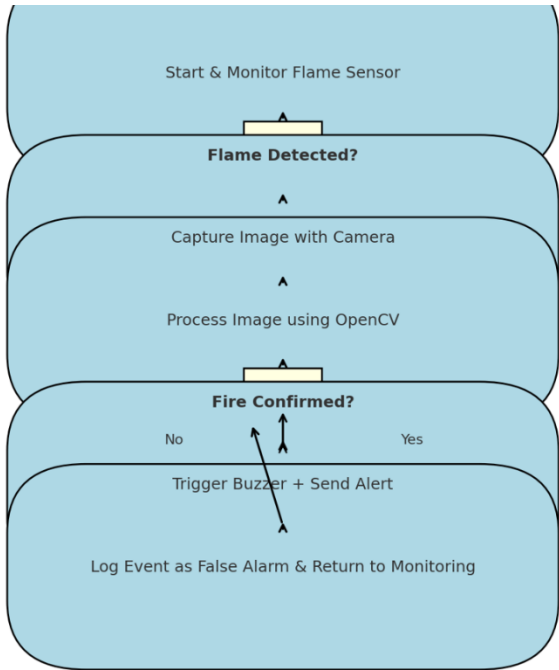 Start & Monitor Flame Sensor
Flame Detected?
Capture Image with Camera
Process Image using OpenCV
Fire Confirmed?
No
Yes
Trigger Buzzer + Send Alert
Log Event as False Alarm & Return to Monitoring